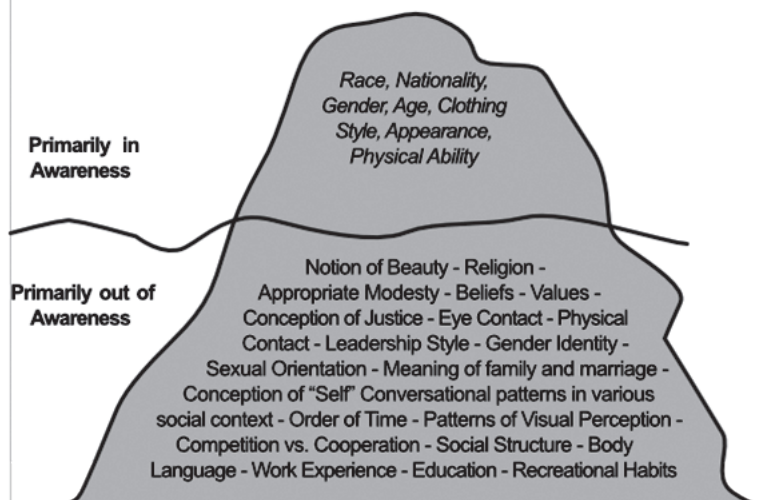 Race, Nationality,
Gender, Age, Clothing
Style, Appearance,
Physical Ability
Primarily in
Awareness
Notion of Beauty - Religion -
Appropriate Modesty - Beliefs - Values -
Conception of Justice - Eye Contact - Physical
Contact - Leadership Style - Gender Identity -
Sexual Orientation - Meaning of family and marriage -
Conception of “Self” Conversational patterns in various
social context - Order of Time - Patterns of Visual Perception -
Competition vs. Cooperation - Social Structure - Body
Language - Work Experience - Education - Recreational Habits
Primarily out of
Awareness